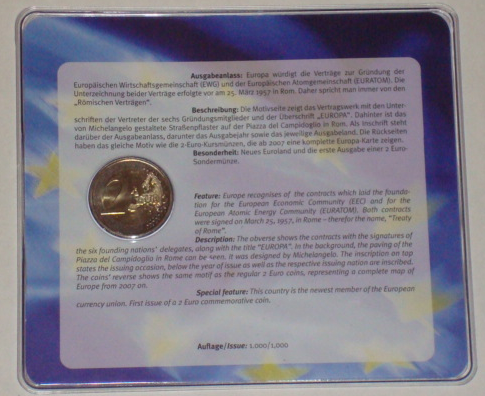 Ausgabeanlass: Europa würdigt die Verträge zur Gründung der
Europäischen Wirtschaftsgemeinschaft (EWG) und der Europäischen Atomgemeinschaft (EURATOM). Die
Unterzeichnung beider Verträge erfolgte vor am 25. März 1957 in Rom. Daher spricht man immer von den
„Römischen Verträgen“.
Beschreibung: Die Motivseite zeigt das Vertragswerk mit den Unter-
schriften der Vertreter der sechs Gründungsmitglieder und der Überschrift „EUROPA“. Dahinter ist das
von Michelangelo gestaltete Straßenpflaster auf der Piazza del Campidoglio in Rom. Als Inschrift steht
darüber der Ausgabeanlass, darunter das Ausgabejahr sowie das jeweilige Ausgabeland. Die Rückseiten
haben das gleiche Motiv wie die 2-Euro-Kursmünzen, die ab 2007 eine komplette Europa-Karte zeigen.
Besonderheit: Neues Euroland und die erste Ausgabe einer 2 Euro-
Sondermünze.
2
Feature: Europe recognises of the contracts which laid the founda-
tion for the European Economic Community (EEC) and for the
European Atomic Energy Community (EURATOM). Both contracts
were signed on March 25, 1957, in Rome - therefor the name, "Treaty
of Rome".
Description: The obverse shows the contracts with the signatures of
the six founding nations' delegates, along with the title "EUROPA". In the background, the paving of the
Piazza del Campidoglio in Rome can be seen. it was designed by Michelangelo. The inscription an tap
states the issuing occasion, below the year of issue as well as the respective issuing nation are inscribed.
The coins' reverse shows the same motif as the regular 2 Euro coins, representing a complete map of
Europe from 2007 on.
Special feature: This country is the newest member of the European
currency union. First issue of a 2 Euro commemorative coin.
Auflage/Issue: 1,000/1,000